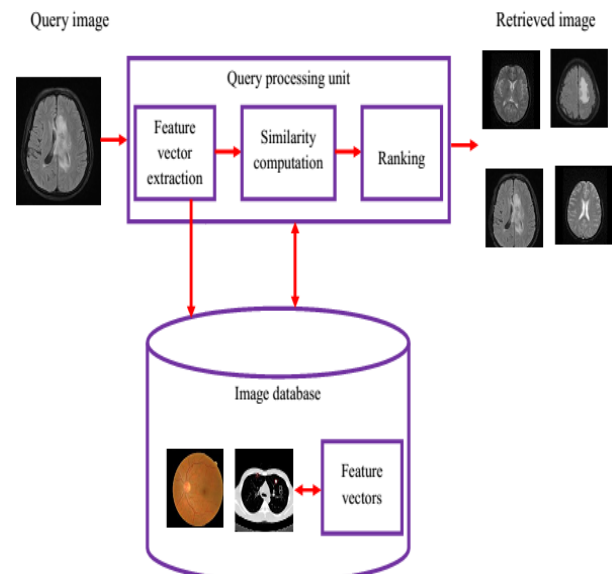 Query image
Retrieved image
Query processing unit
Feature
vector
extraction
Similarity
computation
Ranking
Image database
Feature
vectors